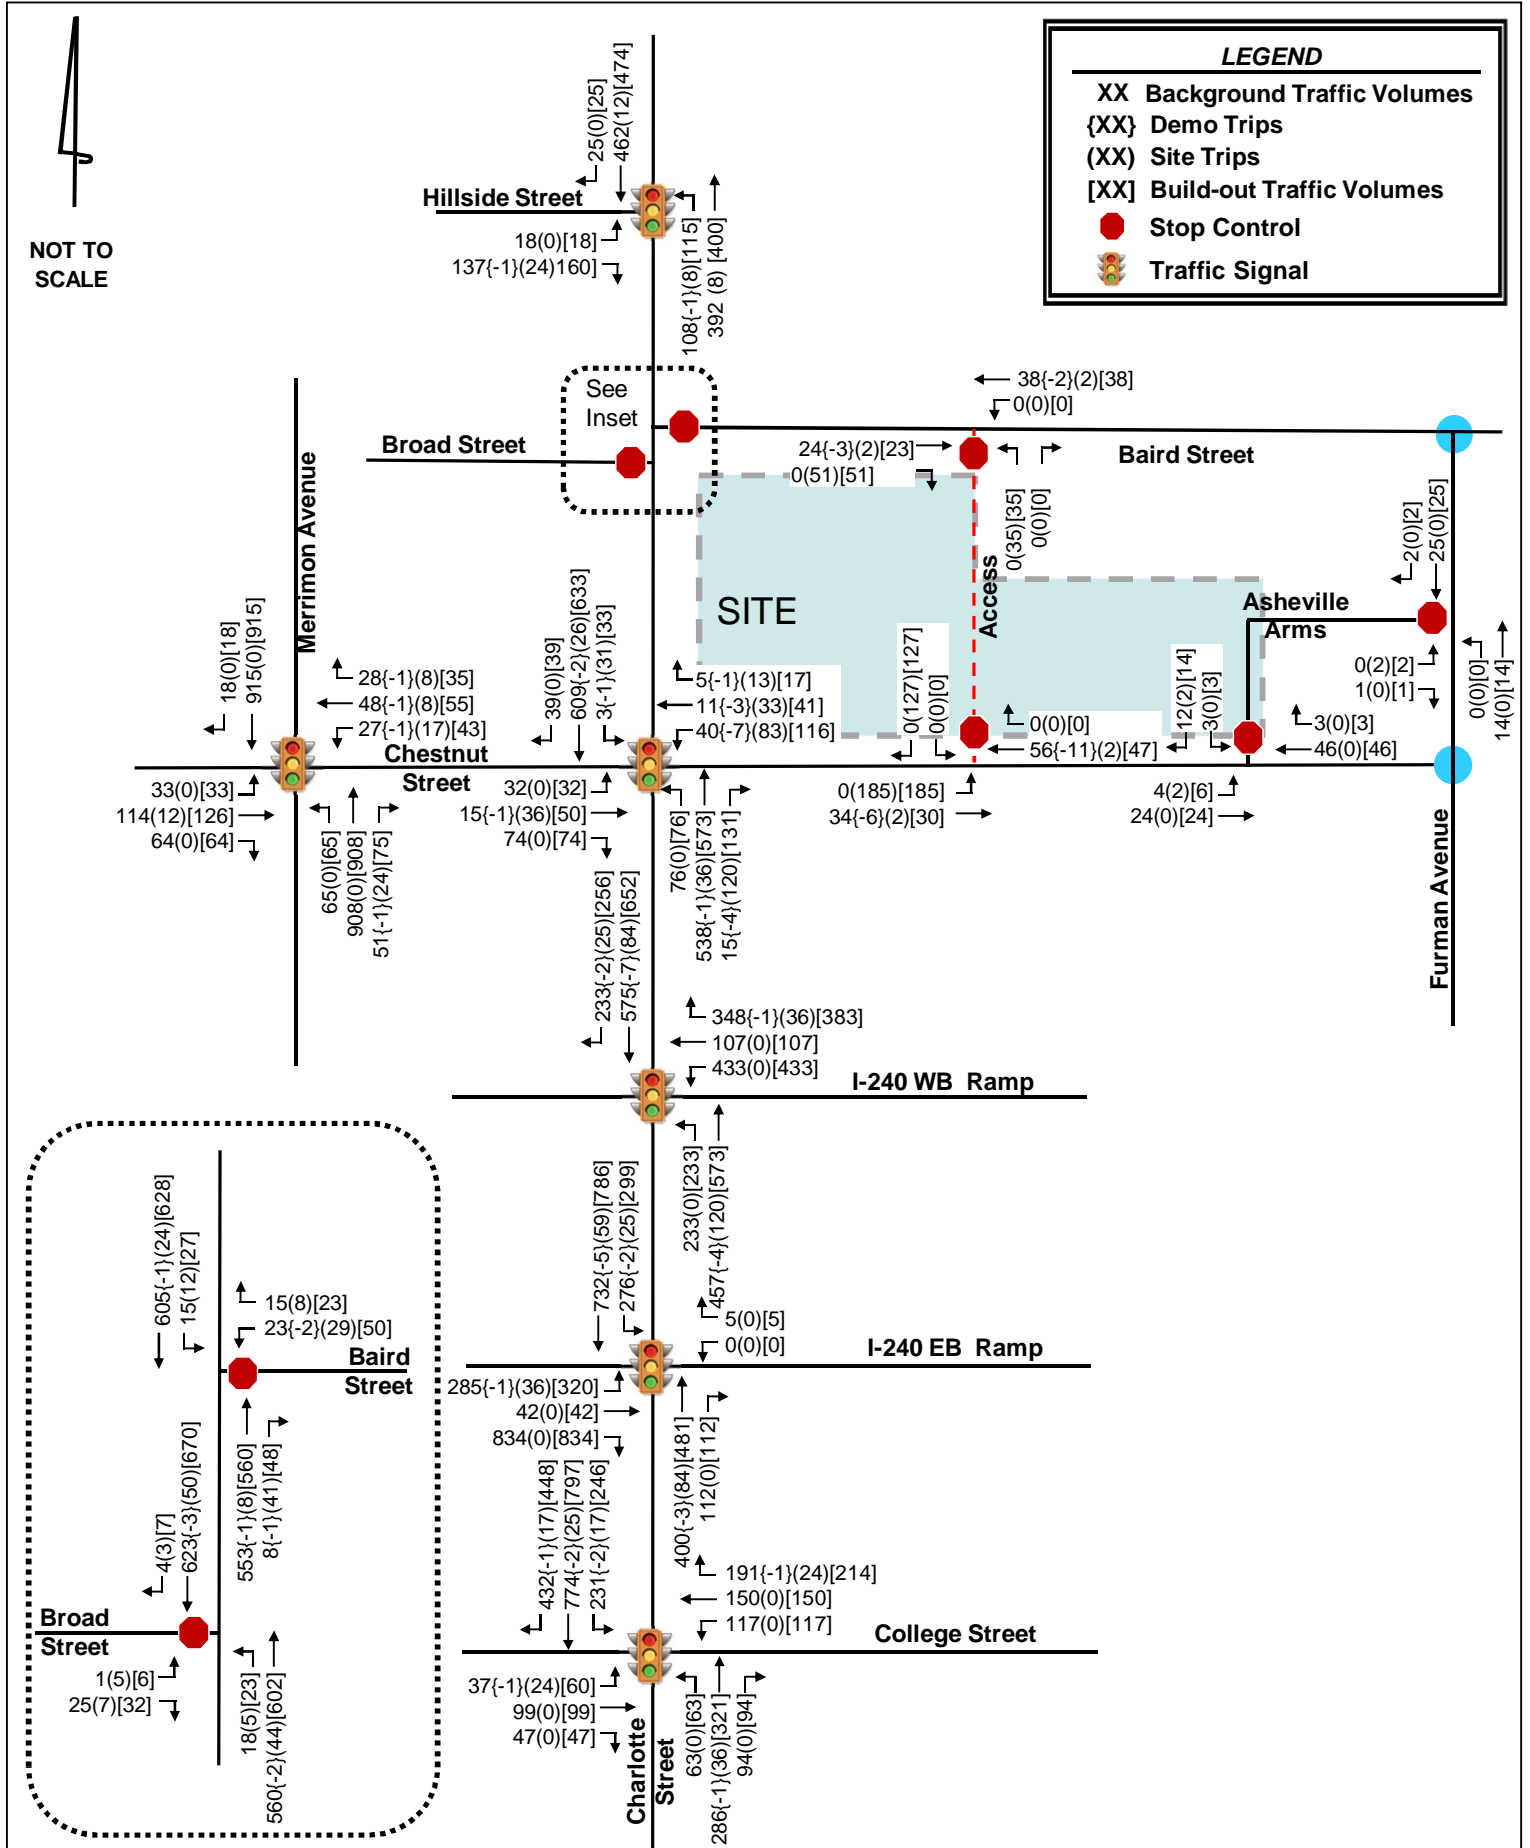 LEGEND
XX Background Traffic Volumes
{XX} Demo Trips
(XX) Site Trips
[XX] Build-out Traffic Volumes
Stop Control
Traffic Signal
NOT TO
SCALE
25(0)[25]
462(12)[474]
Hillside Street
18(0)[18]
137{-1}(24)160]
108{-1}(8)[115]
392 (8) [400]
See
Inset
Broad Street
38{-2}(2)[38]
0(0)[0]
24{-3}(2)[23]
0(51)[51]
Baird Street
0(35)[35]
0(0)[0]
Merrimon Avenue
SITE
Access
2(0)[2]
25(0)[25]
Asheville
Arms
0(2)[2]
1(0)[1]
0(0)[0]
14(0)[14]
18(0)[18]
915(0)[915]
28{-1}(8)[35]
48{-1}(8)[55]
27{-1}(17)[43]
Chestnut
Street
33(0)[33]
114(12)[126]
64(0)[64]
65(0)[65]
908(0)[908]
51{-1}(24)[75]
39(0)[39]
609{-2}(26)[633]
3{-1}(31)[33]
5{-1}(13)[17]
11{-3}(33)[41]
40{-7}(83)[116]
32(0)[32]
15{-1}(36)[50]
74(0)[74]
76(0)[76]
538{-1}(36)[573]
15{-4}(120)[131]
0(127)[127]
0(0)[0]
0(0)[0]
56{-11}(2)[47]
0(185)[185]
34{-6}(2)[30]
12(2)[14]
3(0)[3]
3(0)[3]
46(0)[46]
4(2)[6]
24(0)[24]
Furman Avenue
233{-2}(25)[256]
575{-7}(84)[652]
348{-1}(36)[383]
107(0)[107]
433(0)[433]
I-240 WB Ramp
233(0)[233]
457{-4}(120)[573]
732{-5}(59)[786]
276{-2}(25)[299]
5(0)[5]
0(0)[0]
I-240 EB Ramp
285{-1}(36)[320]
42(0)[42]
834(0)[834]
400{-3}(84)[481]
112(0)[112]
432{-1}(17)[448]
774{-2}(25)[797]
231{-2}(17)[246]
191{-1}(24)[214]
150(0)[150]
117(0)[117]
College Street
37{-1}(24)[60]
99(0)[99]
47(0)[47]
63(0)[63]
286{-1}(36)[321]
94(0)[94]
Charlotte
Street
605{-1}(24)[628]
15(12)[27]
15(8)[23]
23{-2}(29)[50]
Baird
Street
553{-1}(8)[560]
8{-1}(41)[48]
4(3)[7]
623{-3}(50)[670]
Broad
Street
1(5)[6]
25(7)[32]
18(5)[23]
560{-2}(44)[602]